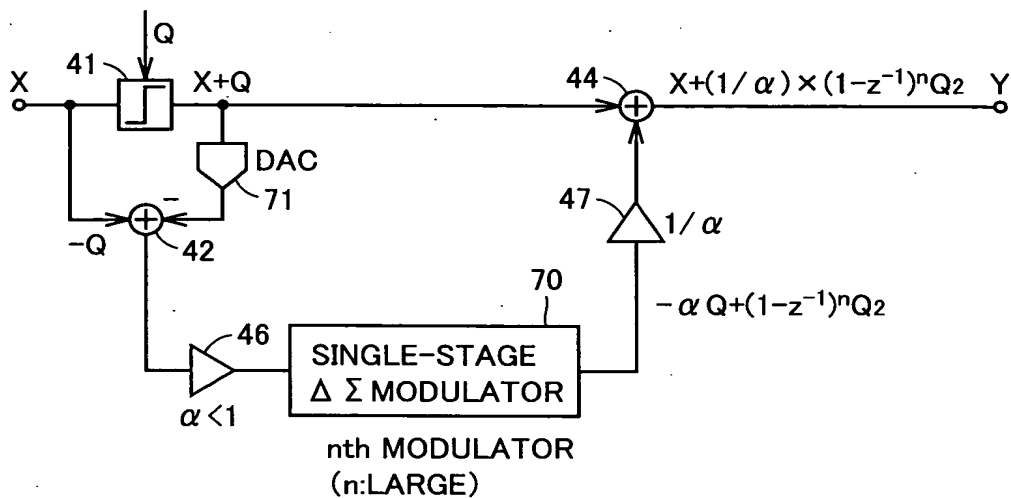 Q
41
X
X+Q
44
X+(1/α)×(1-z⁻¹)ⁿQ₂
Y
DAC
71
−
47
1/α
42
-Q
70
-αQ+(1-z⁻¹)ⁿQ₂
46
SINGLE-STAGE
ΔΣ MODULATOR
α<1
nth MODULATOR
(n:LARGE)